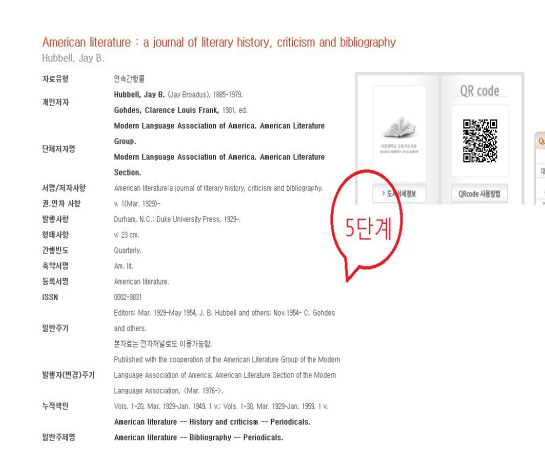 American literature : a journal of literary history, criticism and bibliography
Hubbell, Jay B.
자료유형 연속간행물
개인저자 Hubbell, Jay B. (Jay Broadus), 1885-1979.
Gohdes, Clarence Louis Frank, 1901, ed.
단체저자명 Modern Language Association of America. American Literature
Group.
Modern Language Association of America. American Literature
Section.
서명/저자사항 American literature:a journal of literary history, criticism and bibliography.
권.연차 사항 v. 1(Mar. 1929)-
발행사항 Durham, N.C.: Duke University Press, 1929-.
형태사항 v.: 23 cm.
간행빈도 Quarterly.
축약서명 Am. lit.
등록서명 American literature.
ISSN 0002-9831
일반주기 Editors: Mar. 1929-May 1954, J. B. Hubbell and others; Nov.1954- C. Gohdes
and others.
본자료는 전자저널로도 이용가능함.
발행자(변경)주기 Published with the cooperation of the American Literature Group of the Modern
Language Association of America; American Literature Section of the Modern
Language Association, <Mar. 1976->.
누적색인 Vols. 1-20, Mar. 1929-Jan. 1949. 1 v.; Vols. 1-30, Mar. 1929-Jan. 1959. 1 v.
American literature -- History and criticism -- Periodicals.
일반주제명 American literature -- Bibliography -- Periodicals.
QR code
QRcode 사용방법
5단계